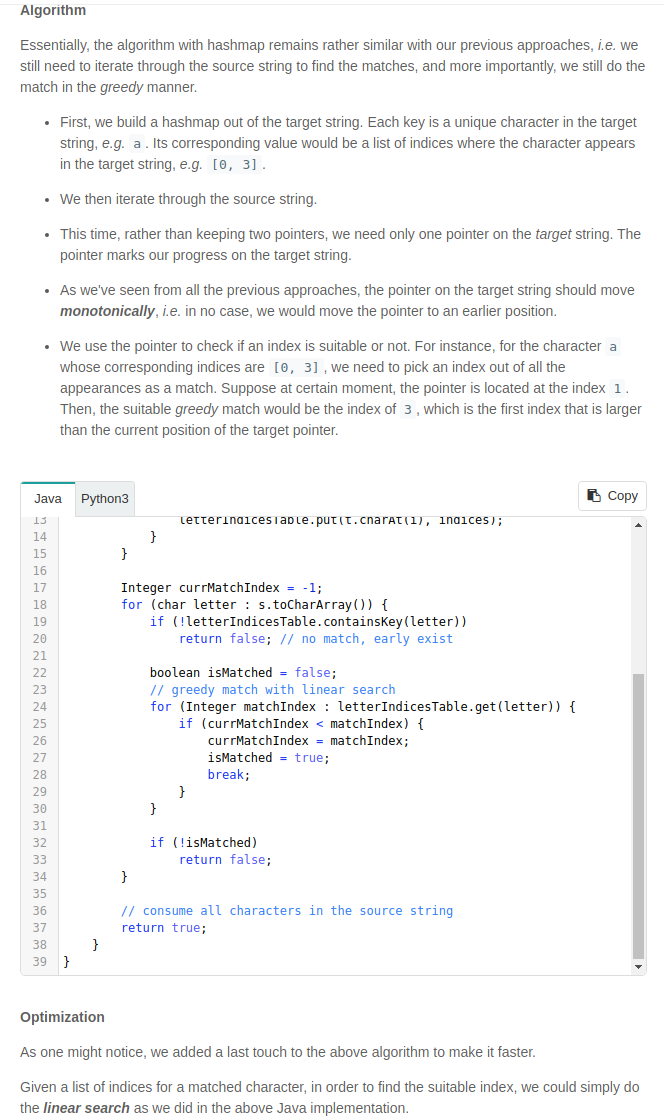 Algorithm
Essentially, the algorithm with hashmap remains rather similar with our previous approaches, i.e. we
still need to iterate through the source string to find the matches, and more importantly, we still do the
match in the greedy manner.
• First, we build a hashmap out of the target string. Each key is a unique character in the target
string, e.g. a . Its corresponding value would be a list of indices where the character appears
in the target string, e.g. [0, 3] .
• We then iterate through the source string.
• This time, rather than keeping two pointers, we need only one pointer on the target string. The
pointer marks our progress on the target string.
• As we've seen from all the previous approaches, the pointer on the target string should move
monotonically, i.e. in no case, we would move the pointer to an earlier position.
• We use the pointer to check if an index is suitable or not. For instance, for the character a
whose corresponding indices are [0, 3] , we need to pick an index out of all the
appearances as a match. Suppose at certain moment, the pointer is located at the index 1 .
Then, the suitable greedy match would be the index of 3 , which is the first index that is larger
than the current position of the target pointer.
Java Python3 Copy
13 letterIndicesTable.put(t.charAt(i), indices);
14 }
15 }
16
17 Integer currMatchIndex = -1;
18 for (char letter : s.toCharArray()) {
19 if (!letterIndicesTable.containsKey(letter))
20 return false; // no match, early exist
21
22 boolean isMatched = false;
23 // greedy match with linear search
24 for (Integer matchIndex : letterIndicesTable.get(letter)) {
25 if (currMatchIndex < matchIndex) {
26 currMatchIndex = matchIndex;
27 isMatched = true;
28 break;
29 }
30 }
31
32 if (!isMatched)
33 return false;
34 }
35
36 // consume all characters in the source string
37 return true;
38 }
39 }
Optimization
As one might notice, we added a last touch to the above algorithm to make it faster.
Given a list of indices for a matched character, in order to find the suitable index, we could simply do
the linear search as we did in the above Java implementation.